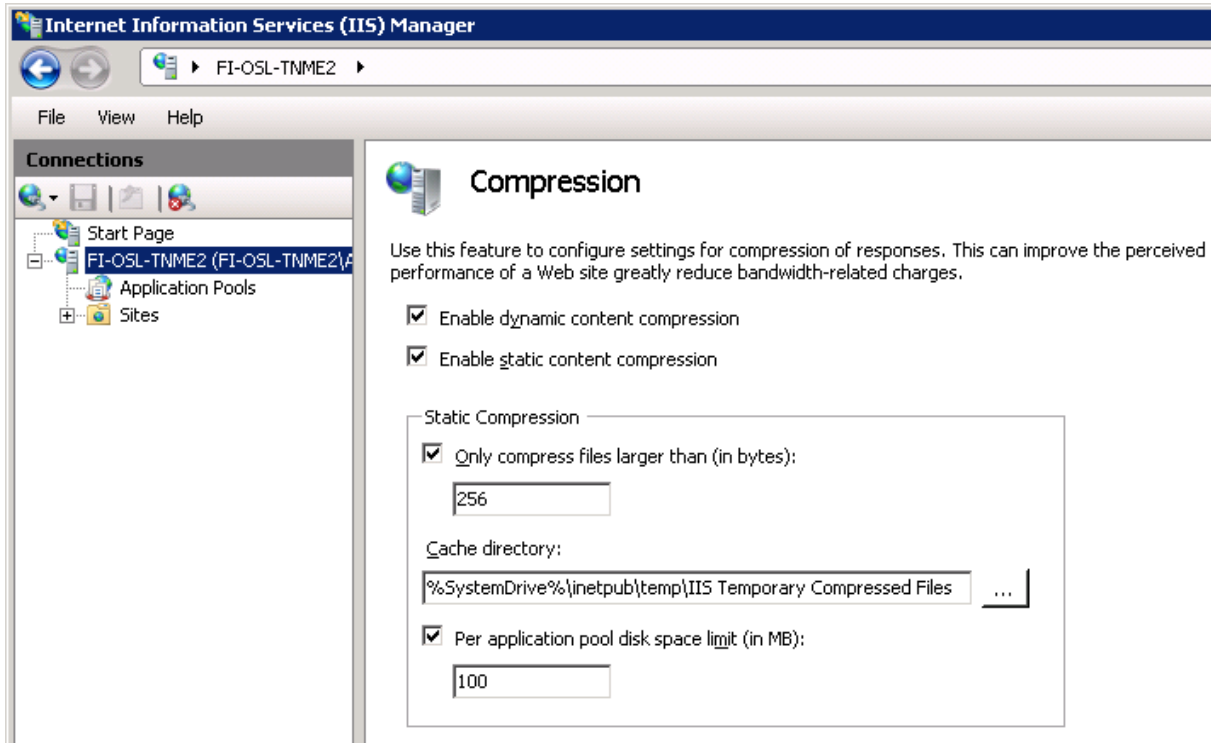 Internet Information Services (IIS) Manager
FI-OSL-TNME2
File View Help
Connections
Start Page
FI-OSL-TNME2 (FI-OSL-TNME2\A
Application Pools
Sites
Compression
Use this feature to configure settings for compression of responses. This can improve the perceived
performance of a Web site greatly reduce bandwidth-related charges.
Enable dynamic content compression
Enable static content compression
Static Compression
Only compress files larger than (in bytes):
256
Cache directory:
%SystemDrive%\inetpub\temp\IIS Temporary Compressed Files
...
Per application pool disk space limit (in MB):
100